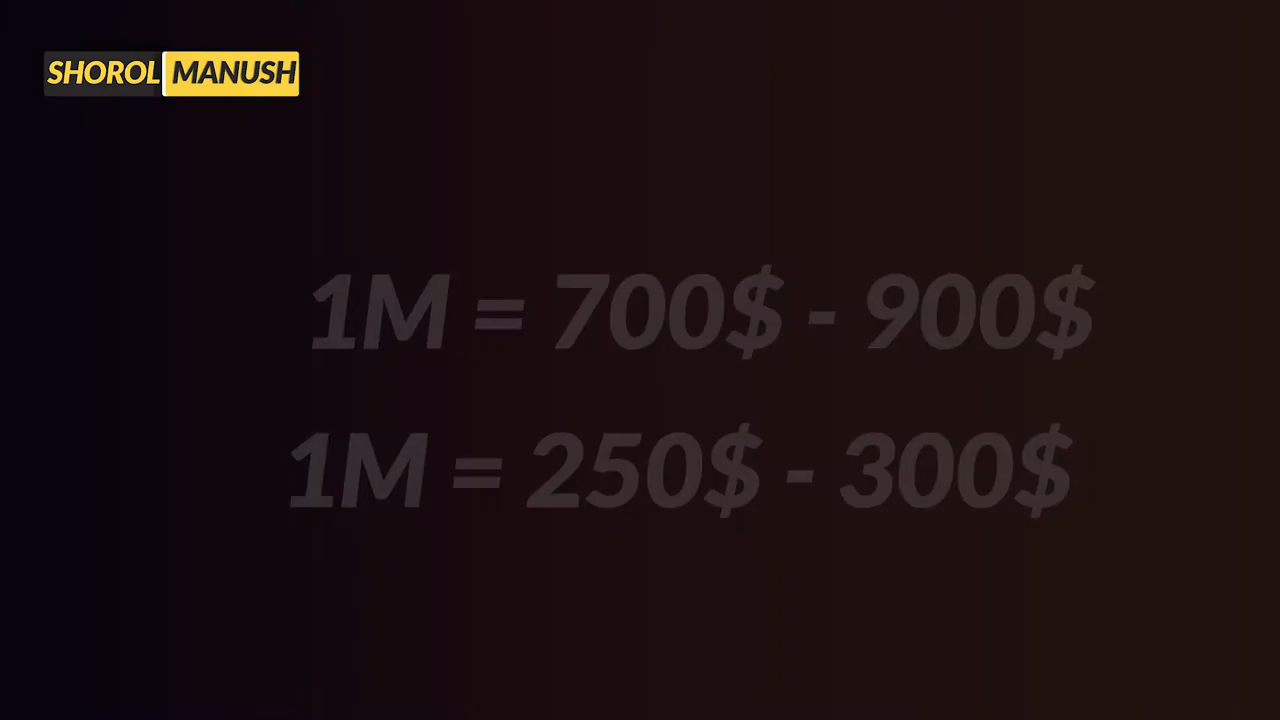 SHOROL MANUSH
1M = 700$ - 900$
1M = 250$ - 300$